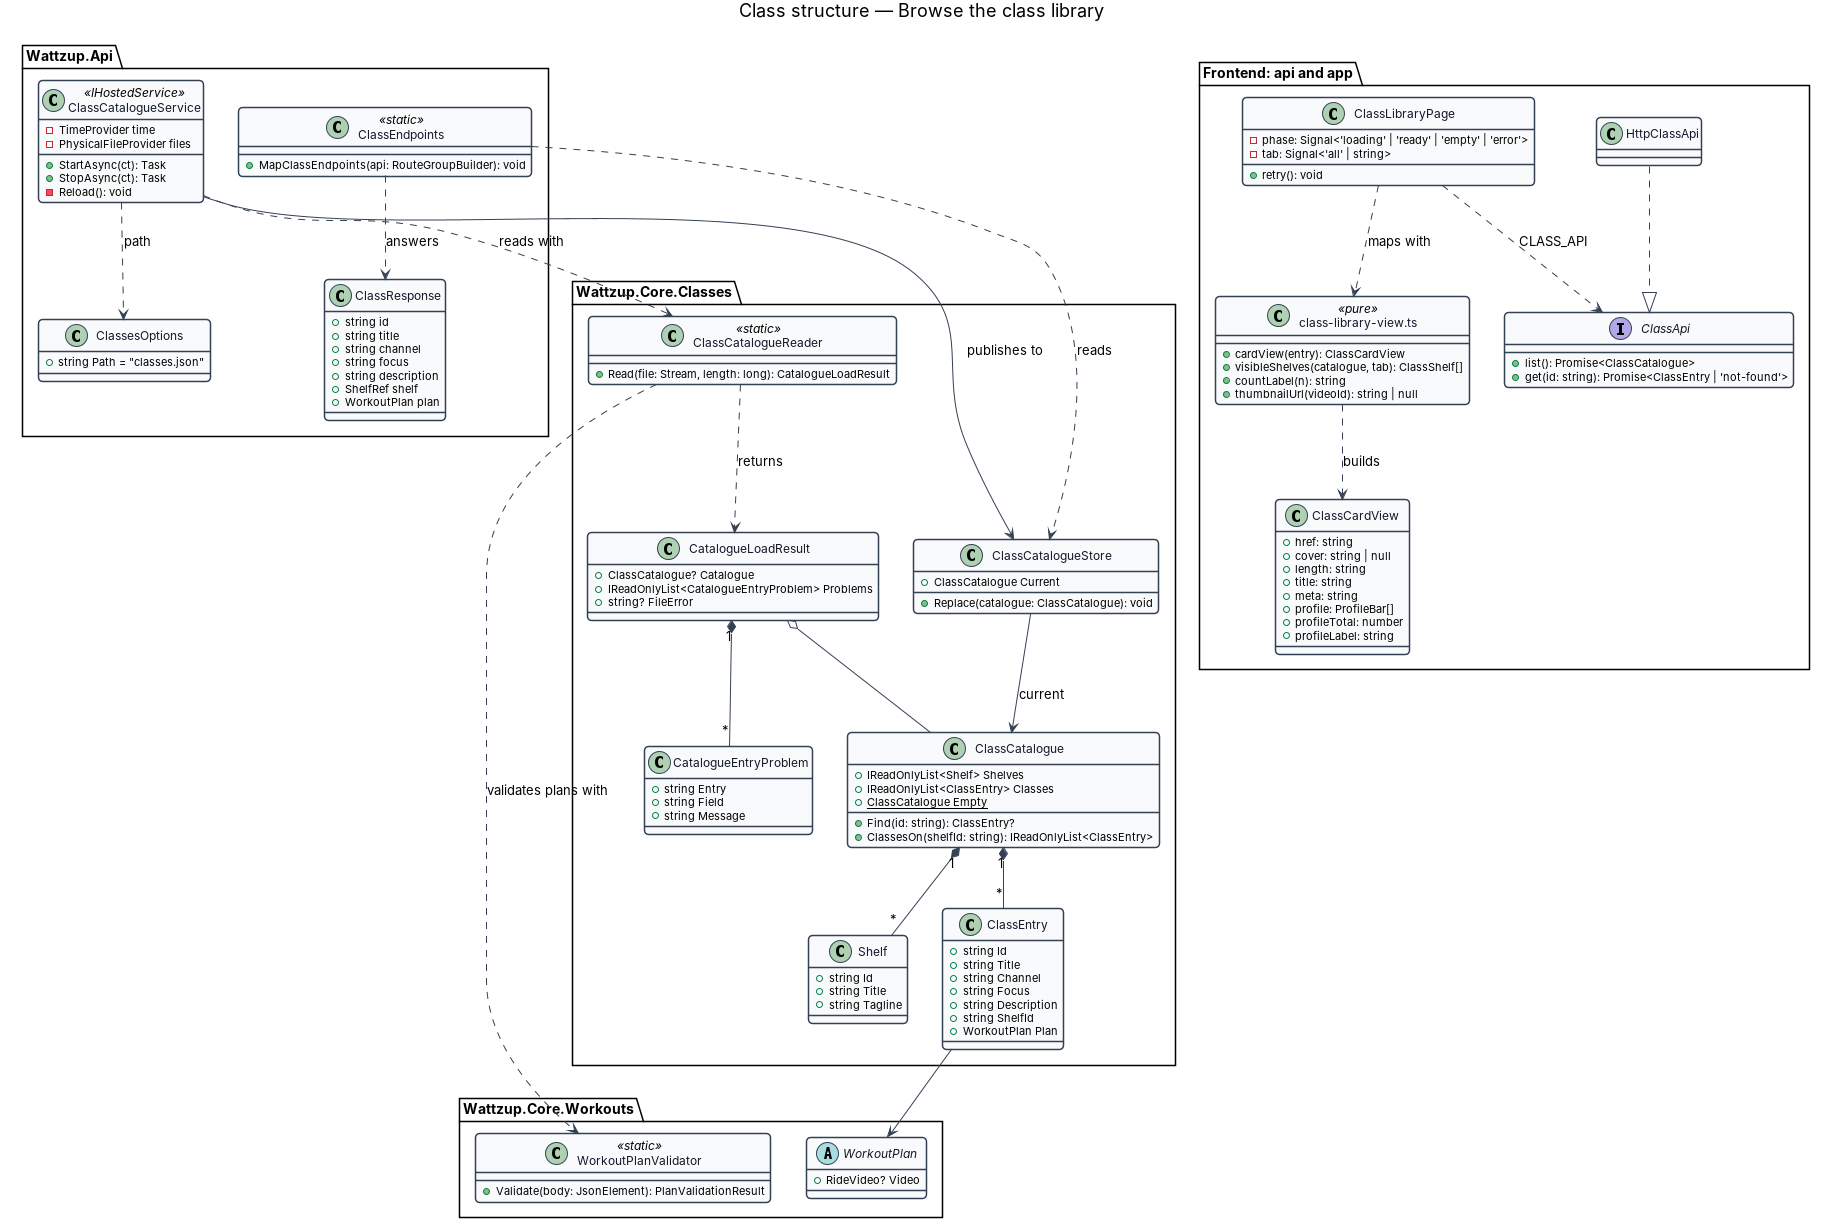 Class structure — Browse the class library
Wattzup.Api
«IHostedService»
ClassCatalogueService
TimeProvider time
PhysicalFileProvider files
StartAsync(ct): Task
StopAsync(ct): Task
Reload(): void
«static»
ClassEndpoints
MapClassEndpoints(api: RouteGroupBuilder): void
path
answers
reads with
ClassesOptions
string Path = "classes.json"
ClassResponse
string id
string title
string channel
string focus
string description
ShelfRef shelf
WorkoutPlan plan
Frontend: api and app
ClassLibraryPage
phase: Signal<'loading' | 'ready' | 'empty' | 'error'>
tab: Signal<'all' | string>
retry(): void
HttpClassApi
maps with
CLASS_API
«pure»
class-library-view.ts
cardView(entry): ClassCardView
visibleShelves(catalogue, tab): ClassShelf[]
countLabel(n): string
thumbnailUrl(videoId): string | null
ClassApi
list(): Promise<ClassCatalogue>
get(id: string): Promise<ClassEntry | 'not-found'>
builds
ClassCardView
href: string
cover: string | null
length: string
title: string
meta: string
profile: ProfileBar[]
profileTotal: number
profileLabel: string
Wattzup.Core.Classes
«static»
ClassCatalogueReader
Read(file: Stream, length: long): CatalogueLoadResult
publishes to
reads
returns
CatalogueLoadResult
ClassCatalogue? Catalogue
IReadOnlyList<CatalogueEntryProblem> Problems
string? FileError
ClassCatalogueStore
ClassCatalogue Current
Replace(catalogue: ClassCatalogue): void
1
current
*
CatalogueEntryProblem
string Entry
string Field
string Message
ClassCatalogue
IReadOnlyList<Shelf> Shelves
IReadOnlyList<ClassEntry> Classes
ClassCatalogue Empty
Find(id: string): ClassEntry?
ClassesOn(shelfId: string): IReadOnlyList<ClassEntry>
validates plans with
1
1
*
*
Shelf
string Id
string Title
string Tagline
ClassEntry
string Id
string Title
string Channel
string Focus
string Description
string ShelfId
WorkoutPlan Plan
Wattzup.Core.Workouts
«static»
WorkoutPlanValidator
Validate(body: JsonElement): PlanValidationResult
WorkoutPlan
RideVideo? Video